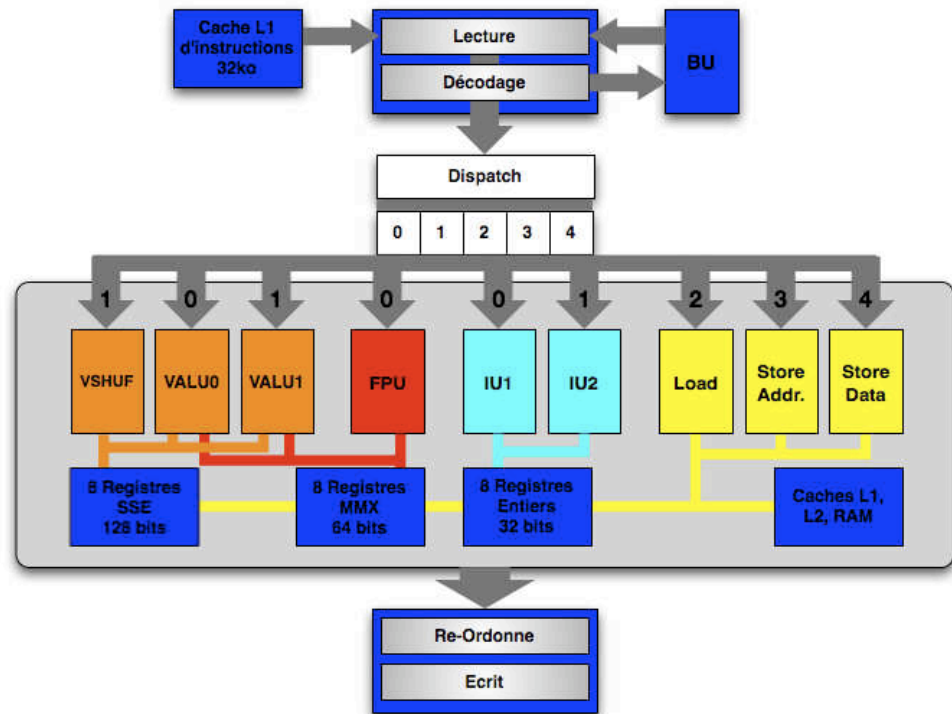 Cache L1
d'instructions
32ko
Lecture
Décodage
BU
Dispatch
0 1 2 3 4
1 0 1 0 0 1 2 3 4
VSHUF
VALU0
VALU1
FPU
IU1
IU2
Load
Store
Addr.
Store
Data
8 Registres
SSE
128 bits
8 Registres
MMX
64 bits
8 Registres
Entiers
32 bits
Caches L1,
L2, RAM
Re-Ordonne
Ecrit